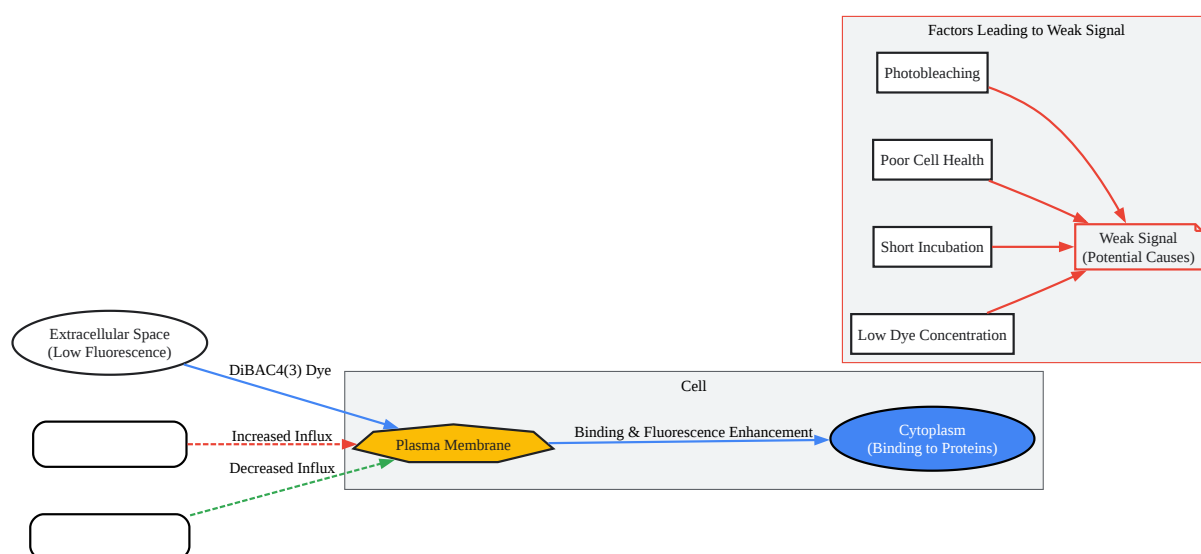 Factors Leading to Weak Signal
Photobleaching
Poor Cell Health
Short Incubation
Weak Signal
(Potential Causes)
Low Dye Concentration
Extracellular Space
(Low Fluorescence)
DiBAC4(3) Dye
Cell
Increased Influx
Plasma Membrane
Binding & Fluorescence Enhancement
Cytoplasm
(Binding to Proteins)
Decreased Influx